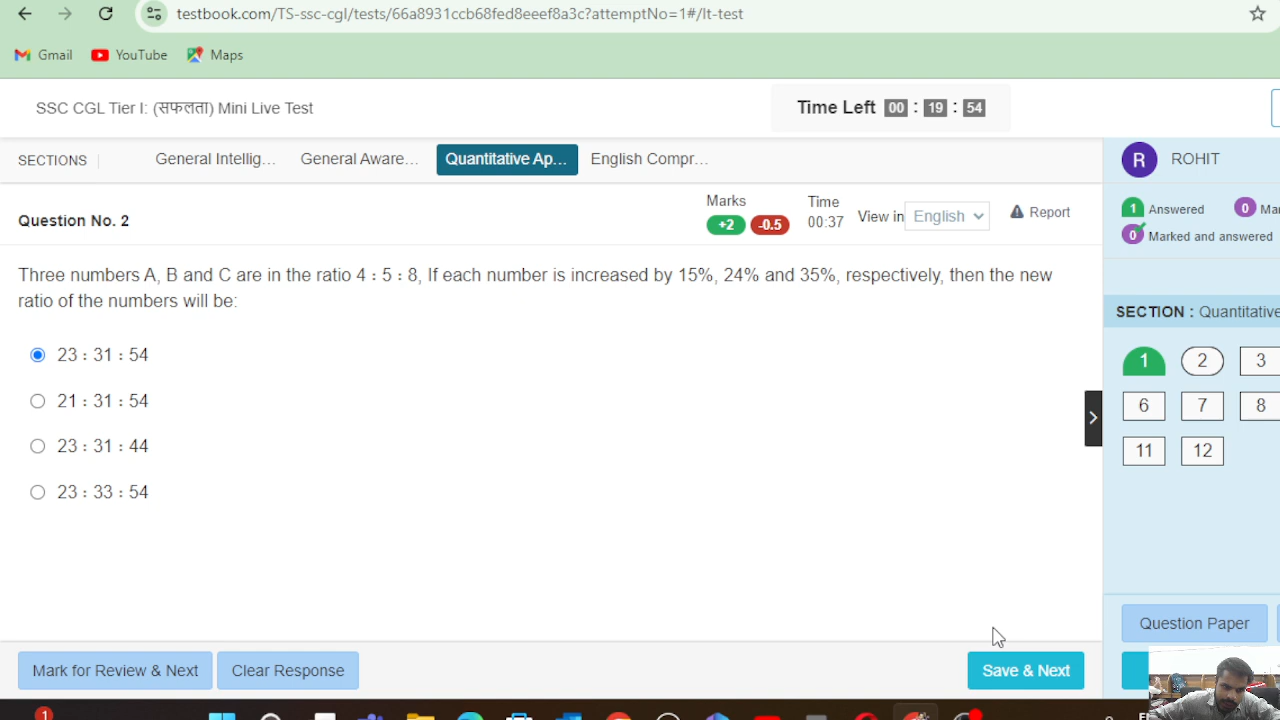 testbook.com/TS-ssc-cgl/tests/66a8931ccb68fed8eeef8a3c?attemptNo=1#/lt-test
Gmail YouTube Maps
SSC CGL Tier I: (सफलता) Mini Live Test
Time Left 00 : 19 : 54
SECTIONS General Intellig... General Aware... Quantitative Ap... English Compr...
R ROHIT
Question No. 2
Marks
+2 -0.5
Time
00:37
View in English
Report
1 Answered 0
0 Marked and answered
Three numbers A, B and C are in the ratio 4 : 5 : 8, If each number is increased by 15%, 24% and 35%, respectively, then the new
ratio of the numbers will be:
23 : 31 : 54
21 : 31 : 54
23 : 31 : 44
23 : 33 : 54
SECTION : Quantitative
1 2 3
6 7 8
11 12
Question Paper
Mark for Review & Next Clear Response Save & Next
1